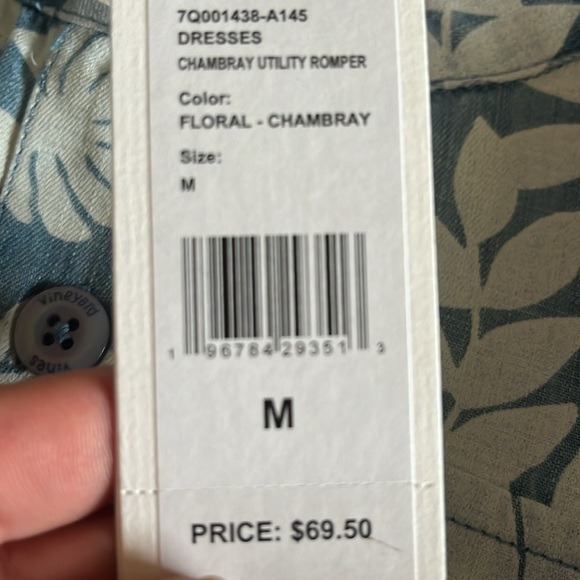 7Q001438-A145
DRESSES
CHAMBRAY UTILITY ROMPER
Color:
FLORAL - CHAMBRAY
Size:
M
1 96784 29351 3
M
PRICE: $69.50
vineyard
vines